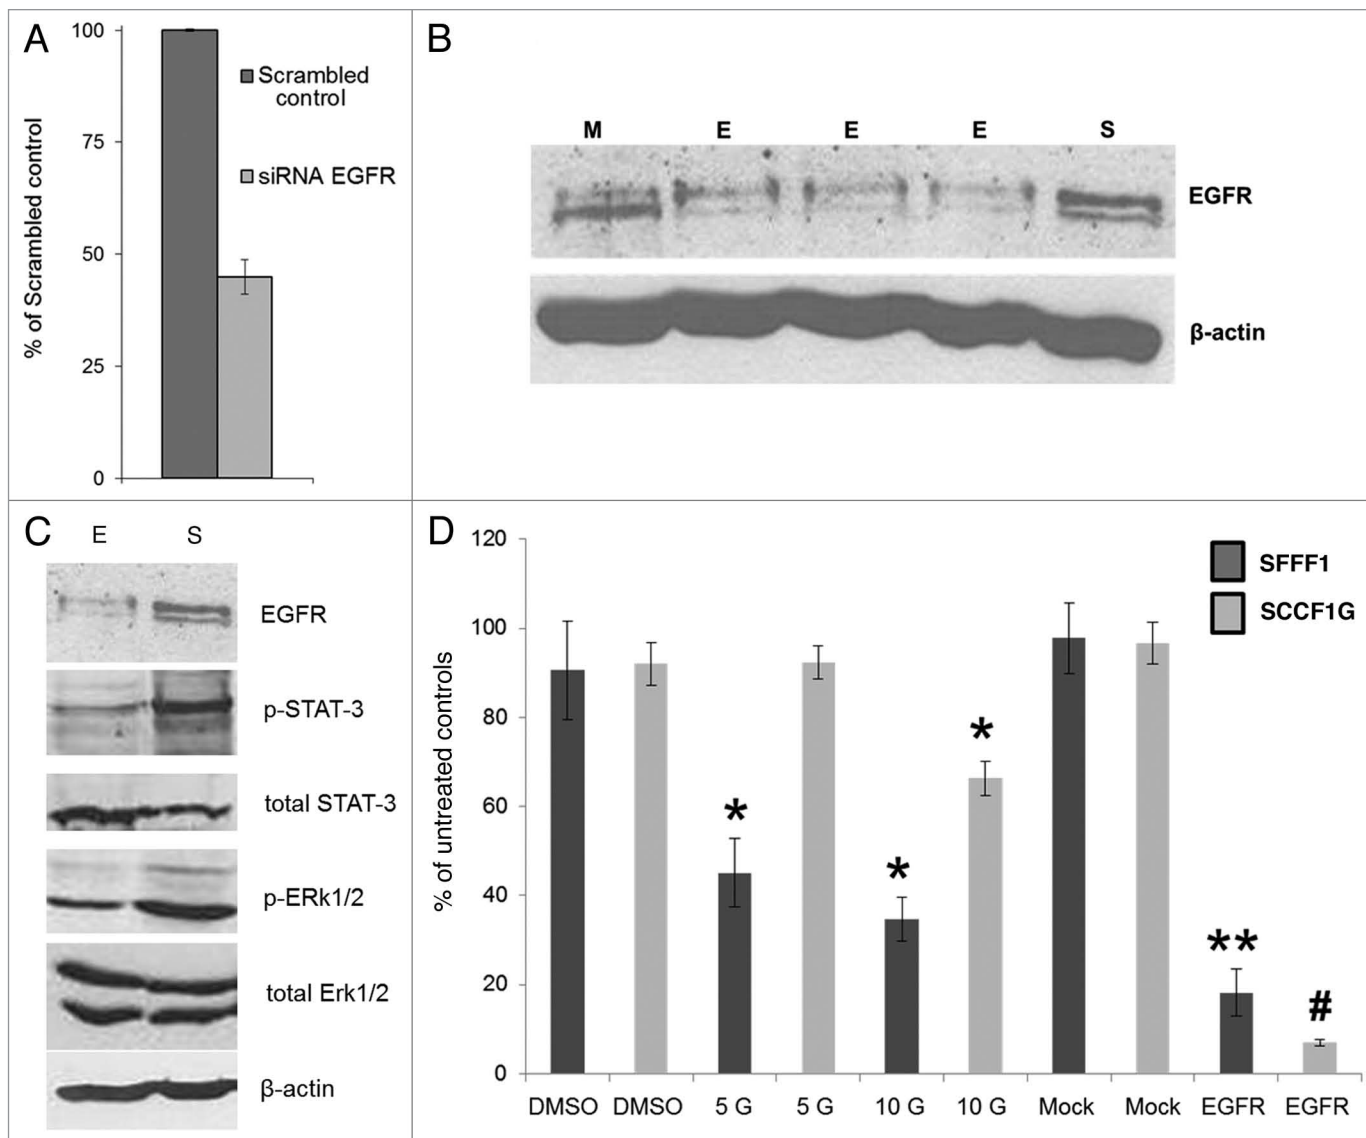 A
100
75
50
25
0
% of Scrambled control
Scrambled
control
siRNA EGFR
B
M E E E S
EGFR
β-actin
C
E S
EGFR
p-STAT-3
total STAT-3
p-ERk1/2
total Erk1/2
β-actin
D
120
100
80
60
40
20
0
% of untreated controls
SFFF1
SCCF1G
*
*
*
**
#
DMSO DMSO 5 G 5 G 10 G 10 G Mock Mock EGFR EGFR